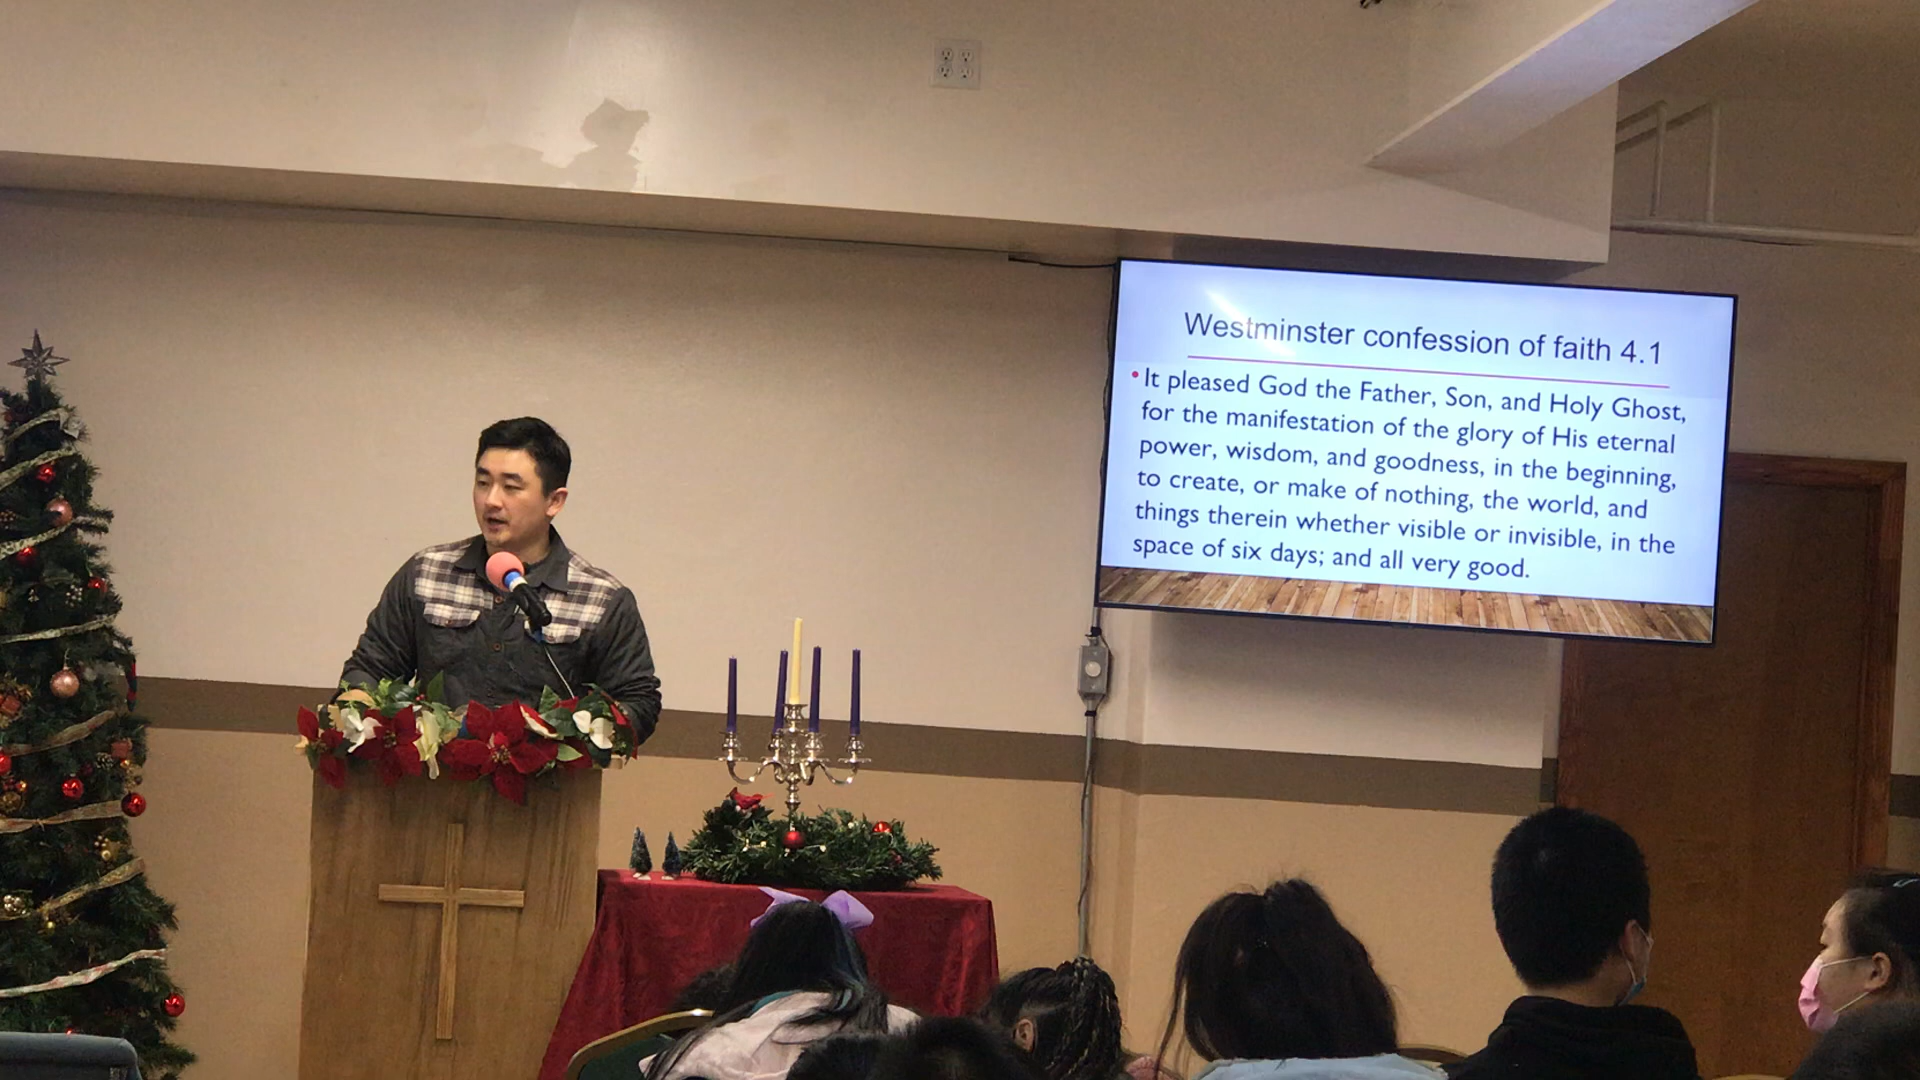 Westminster confession of faith 4.1
• It pleased God the Father, Son, and Holy Ghost,
for the manifestation of the glory of His eternal
power, wisdom, and goodness, in the beginning,
to create, or make of nothing, the world, and
things therein whether visible or invisible, in the
space of six days; and all very good.